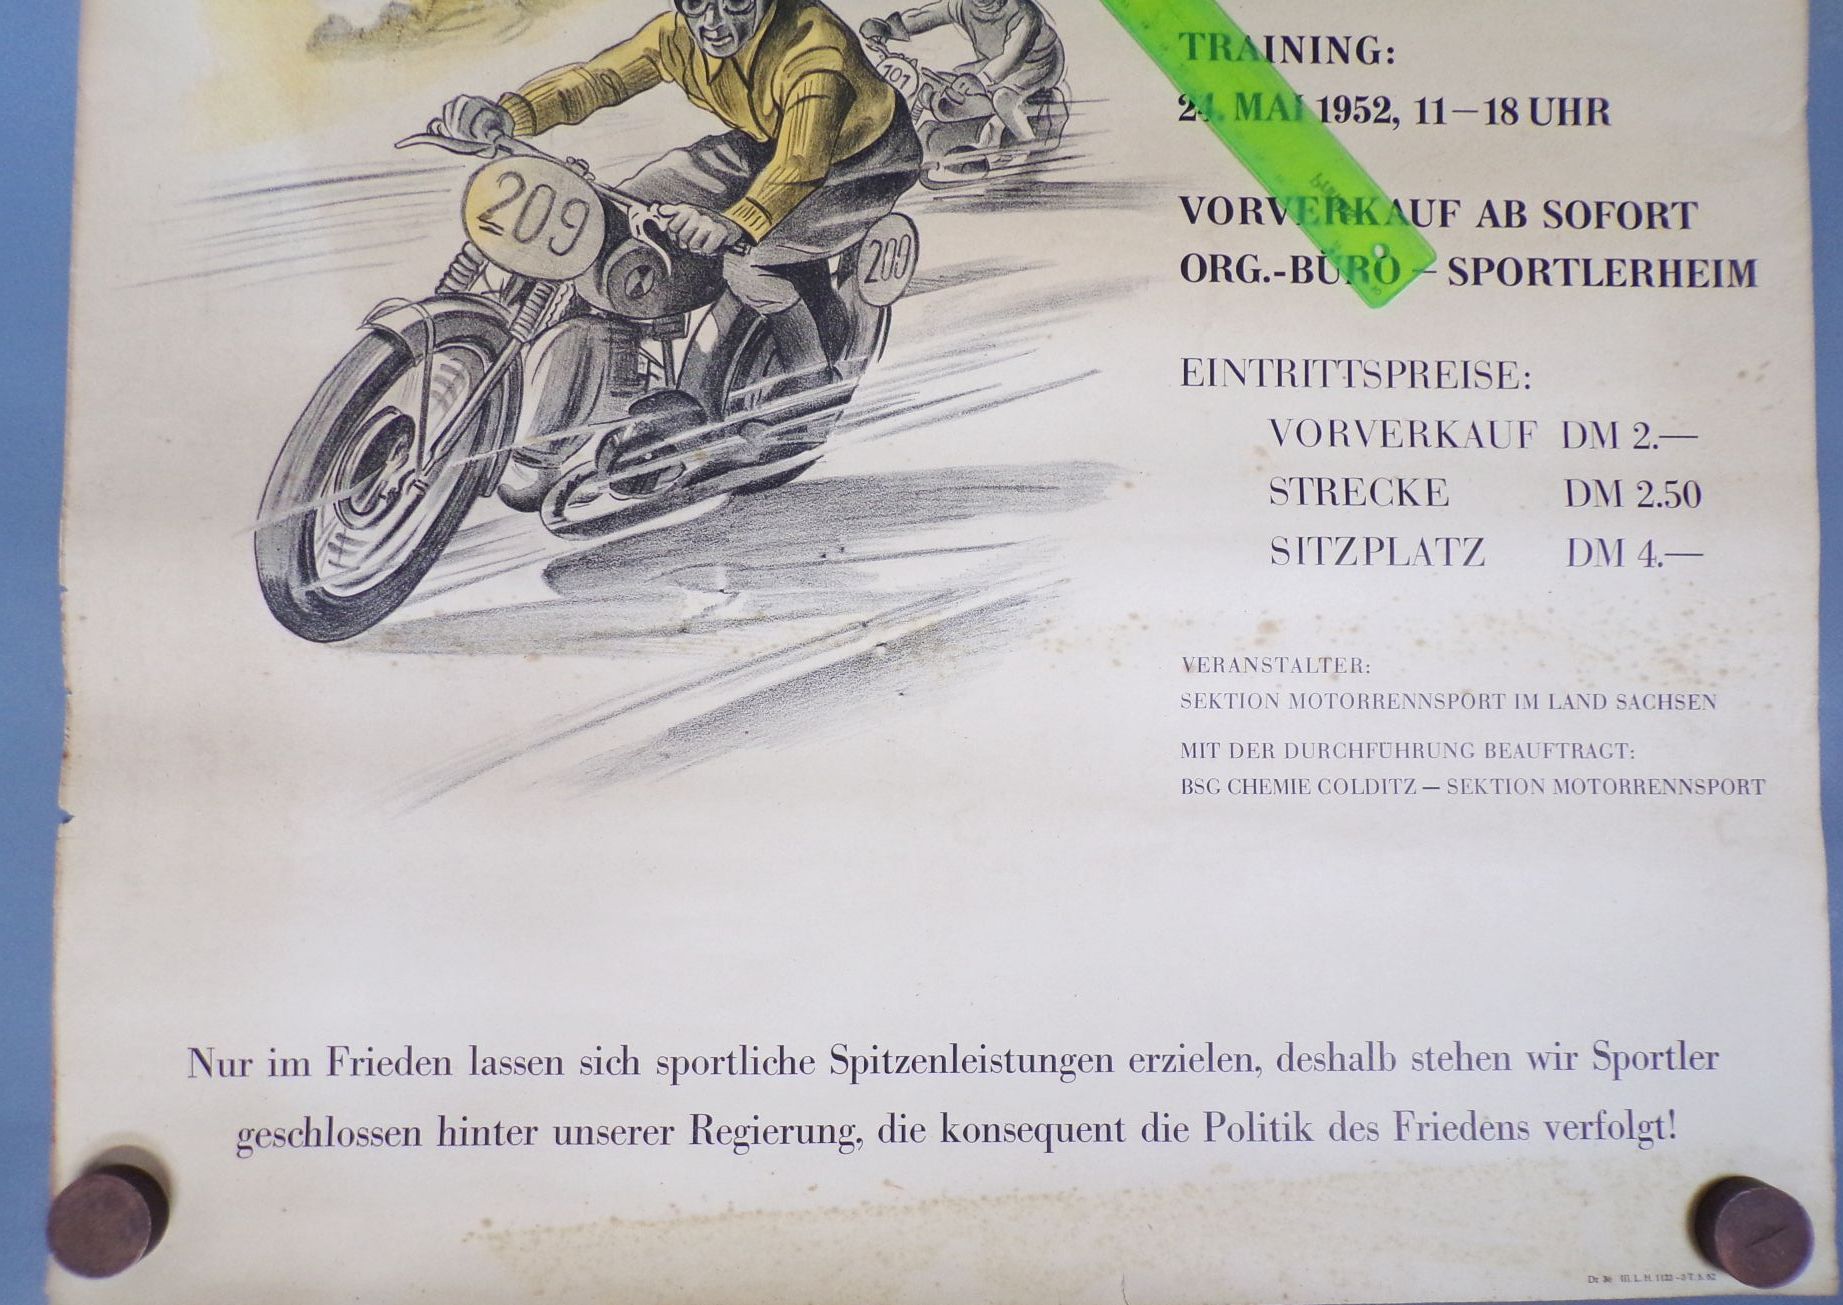 TRAINING:
24. MAI 1952, 11—18 UHR
VORVERKAUF AB SOFORT
ORG.-BÜRO — SPORTLERHEIM
EINTRITTSPREISE:
VORVERKAUF DM 2.—
STRECKE DM 2.50
SITZPLATZ DM 4.—
VERANSTALTER:
SEKTION MOTORRENNSPORT IM LAND SACHSEN
MIT DER DURCHFÜHRUNG BEAUFTRAGT:
BSG CHEMIE COLDITZ — SEKTION MOTORRENNSPORT
101
209
209
Nur im Frieden lassen sich sportliche Spitzenleistungen erzielen, deshalb stehen wir Sportler
geschlossen hinter unserer Regierung, die konsequent die Politik des Friedens verfolgt!